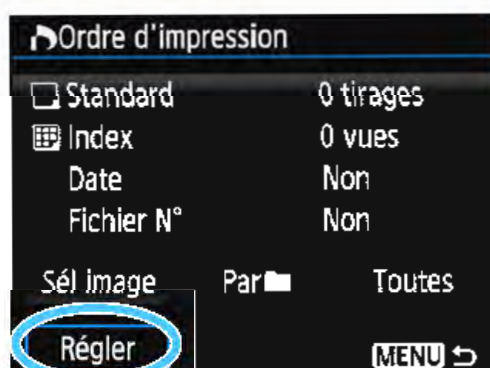 Ordre d'impression
Standard 0 tirages
Index 0 vues
Date Non
Fichier N° Non
Sél image Par Toutes
Régler MENU